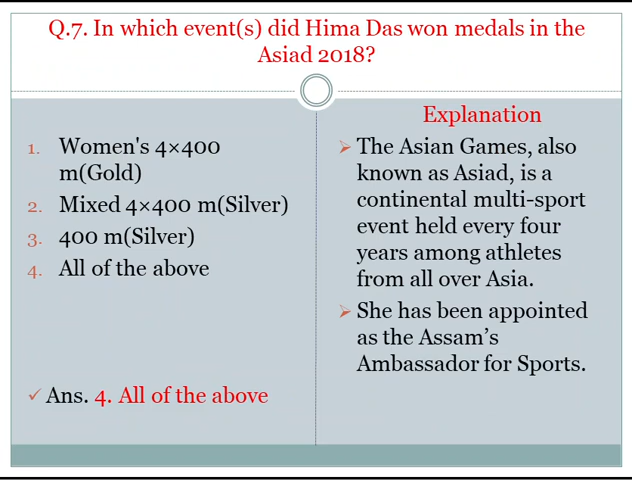 Q.7. In which event(s) did Hima Das won medals in the
Asiad 2018?
1. Women's 4×400
m(Gold)
2. Mixed 4×400 m(Silver)
3. 400 m(Silver)
4. All of the above
✓ Ans. 4. All of the above
Explanation
➢ The Asian Games, also
known as Asiad, is a
continental multi-sport
event held every four
years among athletes
from all over Asia.
➢ She has been appointed
as the Assam’s
Ambassador for Sports.